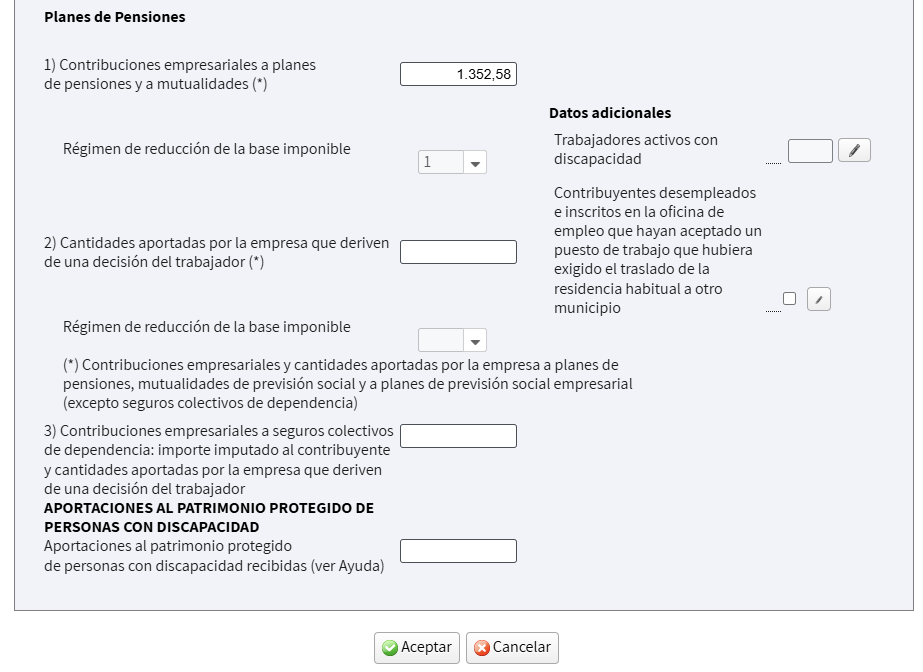 Planes de Pensiones
1) Contribuciones empresariales a planes
de pensiones y a mutualidades (*)
1.352,58
Régimen de reducción de la base imponible
1
Datos adicionales
Trabajadores activos con
discapacidad
Contribuyentes desempleados
e inscritos en la oficina de
empleo que hayan aceptado un
puesto de trabajo que hubiera
exigido el traslado de la
residencia habitual a otro
municipio
2) Cantidades aportadas por la empresa que deriven
de una decisión del trabajador (*)
Régimen de reducción de la base imponible
(*) Contribuciones empresariales y cantidades aportadas por la empresa a planes de
pensiones, mutualidades de previsión social y a planes de previsión social empresarial
(excepto seguros colectivos de dependencia)
3) Contribuciones empresariales a seguros colectivos
de dependencia: importe imputado al contribuyente
y cantidades aportadas por la empresa que deriven
de una decisión del trabajador
APORTACIONES AL PATRIMONIO PROTEGIDO DE
PERSONAS CON DISCAPACIDAD
Aportaciones al patrimonio protegido
de personas con discapacidad recibidas (ver Ayuda)
Aceptar
Cancelar